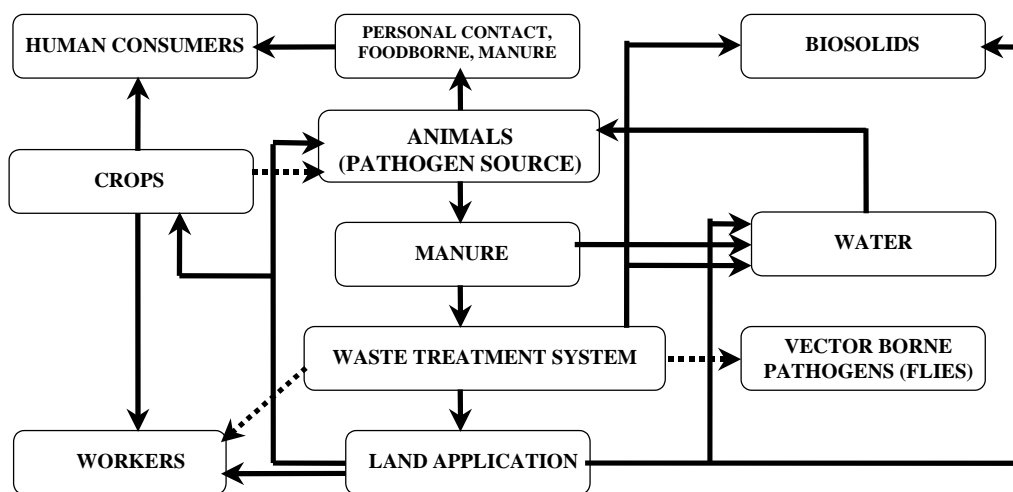 HUMAN CONSUMERS
PERSONAL CONTACT,
FOODBORNE, MANURE
BIOSOLIDS
ANIMALS
(PATHOGEN SOURCE)
CROPS
MANURE
WATER
WASTE TREATMENT SYSTEM
VECTOR BORNE
PATHOGENS (FLIES)
WORKERS
LAND APPLICATION